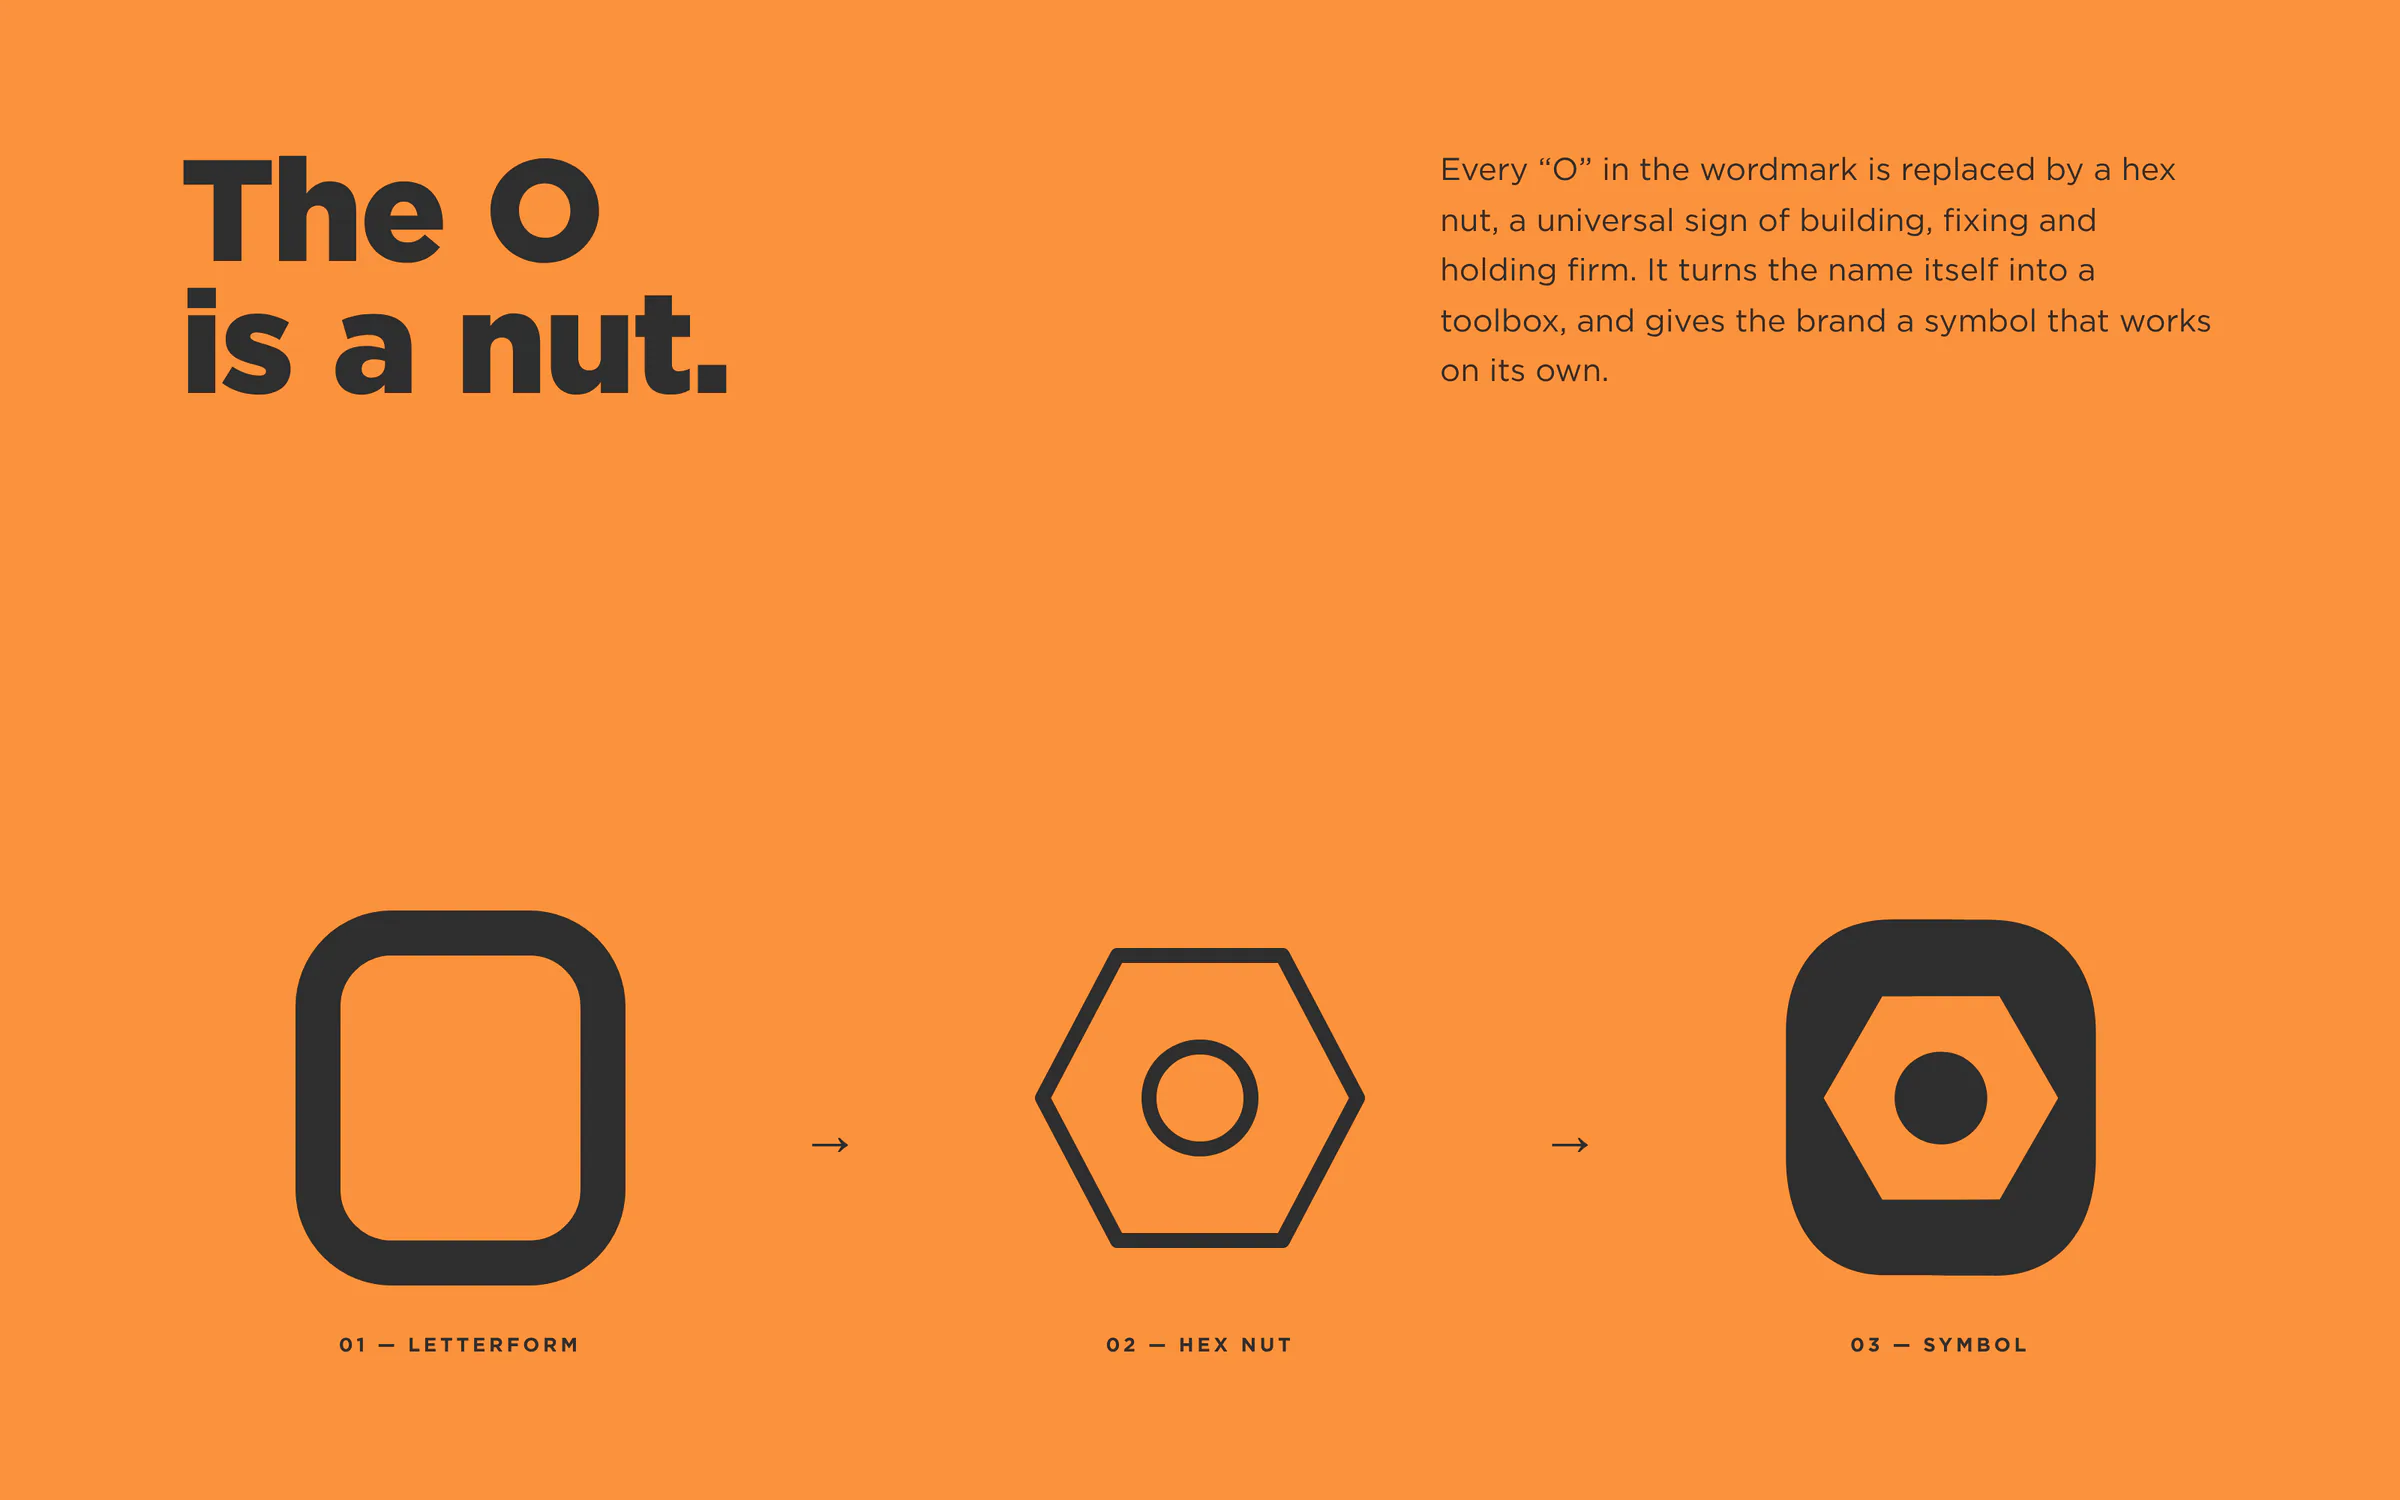 The O
is a nut.
Every “O” in the wordmark is replaced by a hex
nut, a universal sign of building, fixing and
holding firm. It turns the name itself into a
toolbox, and gives the brand a symbol that works
on its own.
→
→
01 — LETTERFORM
02 — HEX NUT
03 — SYMBOL